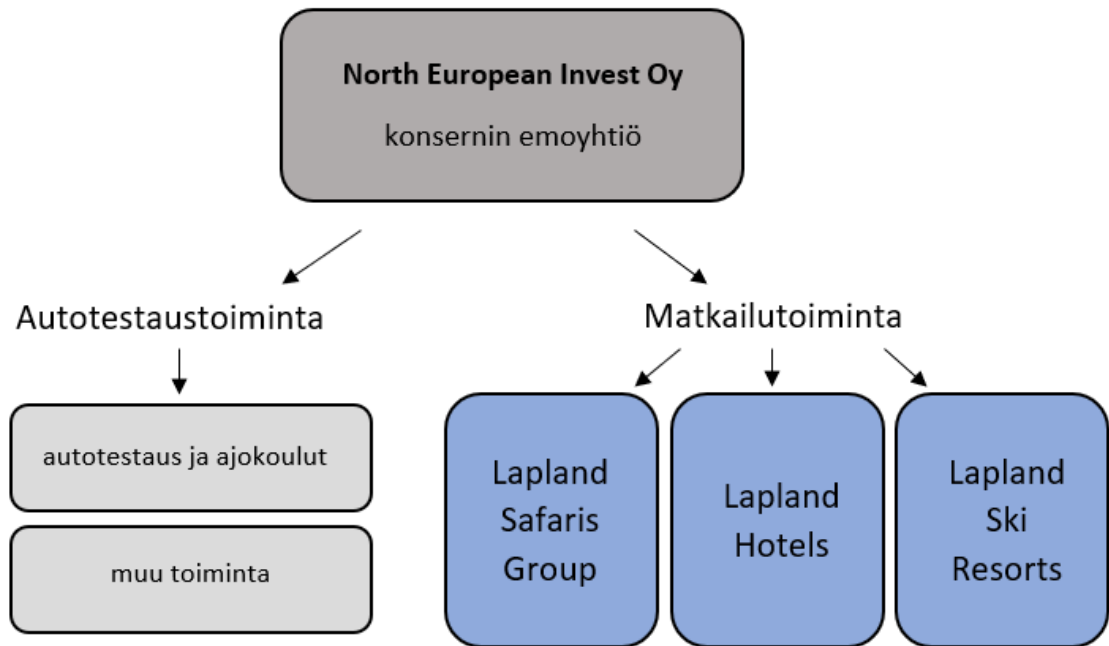 North European Invest Oy
konsernin emoyhtiö
Autotestaustoiminta
autotestaus ja ajokoulut
muu toiminta
Matkailutoiminta
Lapland
Safaris
Group
Lapland
Hotels
Lapland
Ski
Resorts